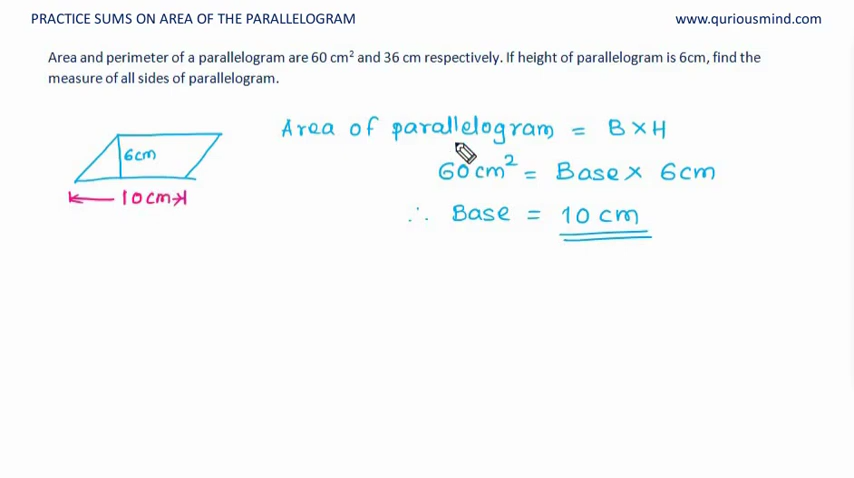 PRACTICE SUMS ON AREA OF THE PARALLELOGRAM
www.quriousmind.com
Area and perimeter of a parallelogram are 60 cm² and 36 cm respectively. If height of parallelogram is 6cm, find the
measure of all sides of parallelogram.
Area of parallelogram = B × H
6cm
60 cm² = Base × 6cm
10cm
∴ Base = 10 cm